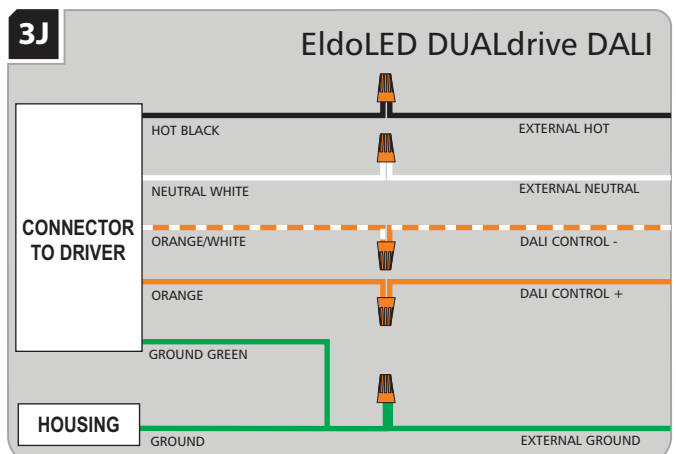 3J
EldoLED DUALdrive DALI
HOT BLACK
EXTERNAL HOT
NEUTRAL WHITE
EXTERNAL NEUTRAL
CONNECTOR
TO DRIVER
ORANGE/WHITE
DALI CONTROL -
ORANGE
DALI CONTROL +
GROUND GREEN
HOUSING
GROUND
EXTERNAL GROUND